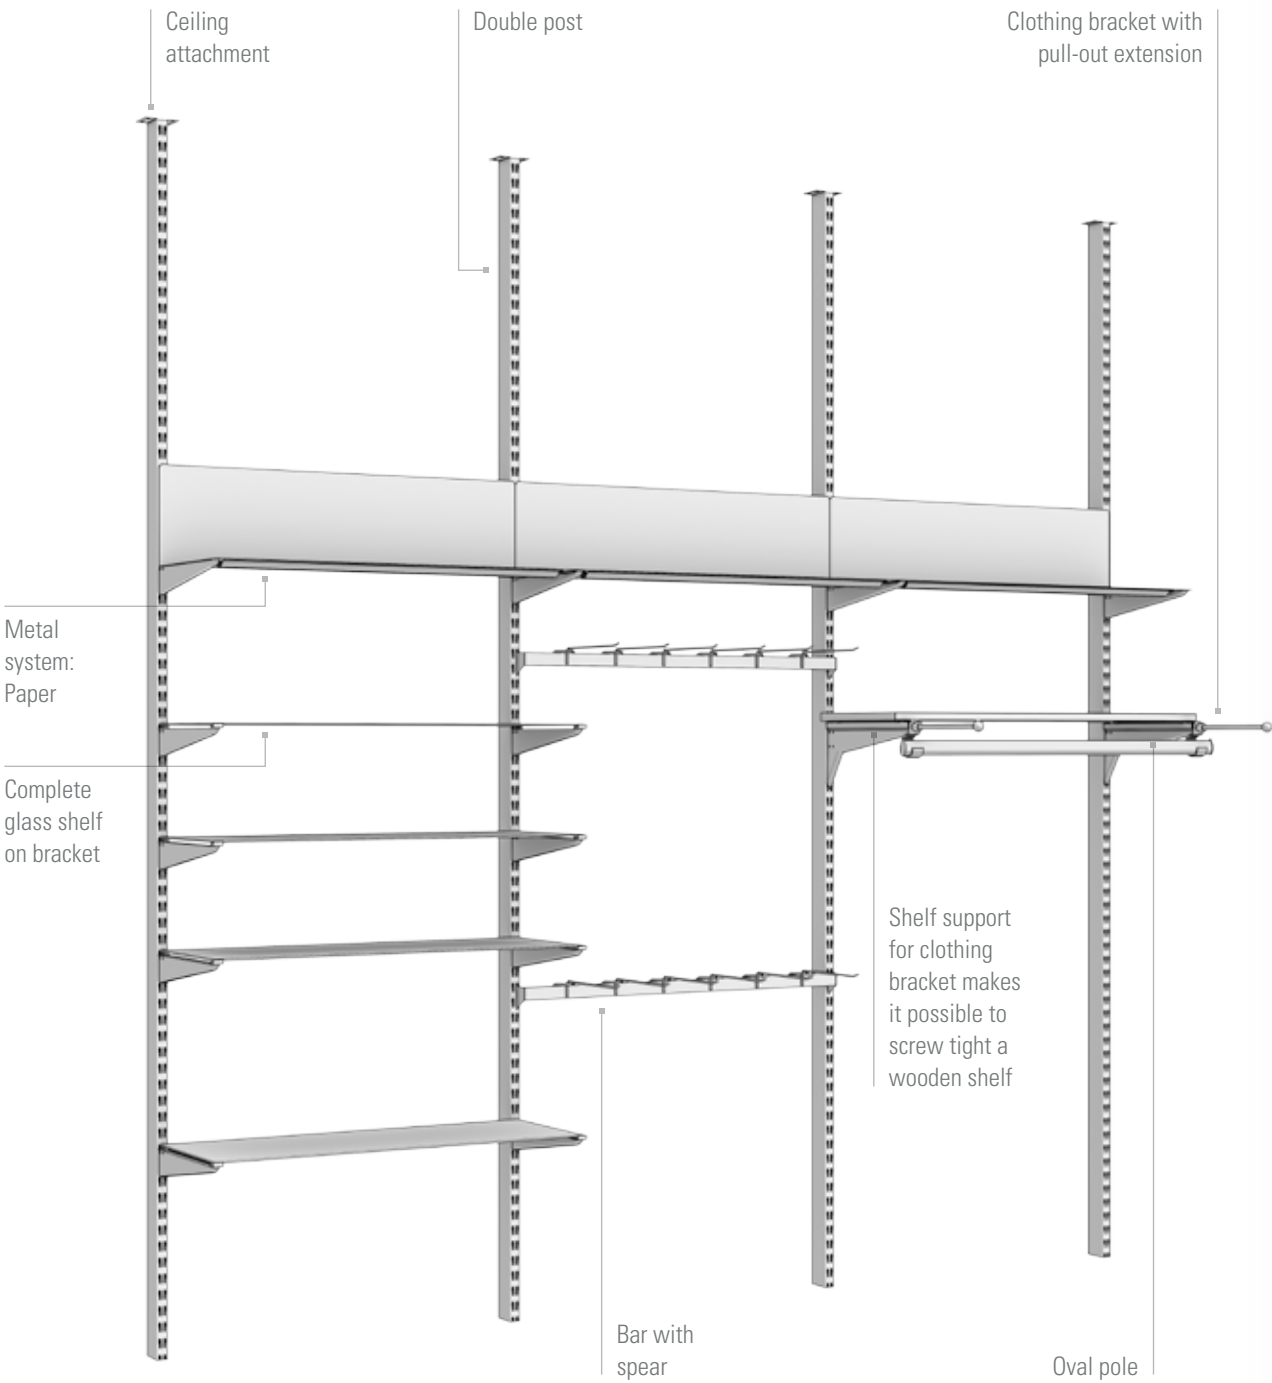 Ceiling
attachment
Double post
Clothing bracket with
pull-out extension
Metal
system:
Paper
Complete
glass shelf
on bracket
Shelf support
for clothing
bracket makes
it possible to
screw tight a
wooden shelf
Bar with
spear
Oval pole